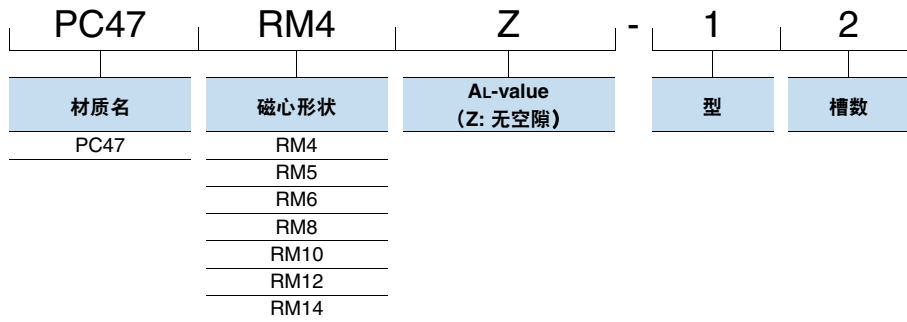 PC47 RM4 Z - 1 2
材质名 磁心形状 AL-value 型 槽数
(Z: 无空隙)
PC47 RM4
RM5
RM6
RM8
RM10
RM12
RM14